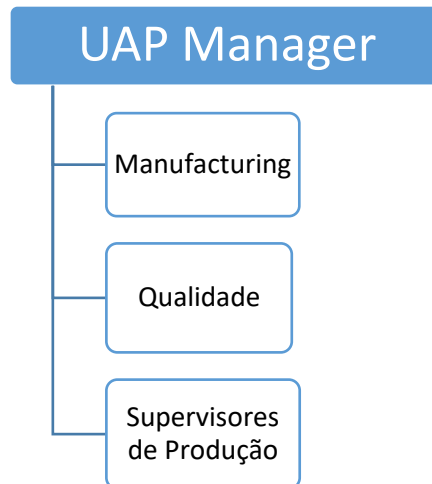 UAP Manager
Manufacturing
Qualidade
Supervisores
de Produção